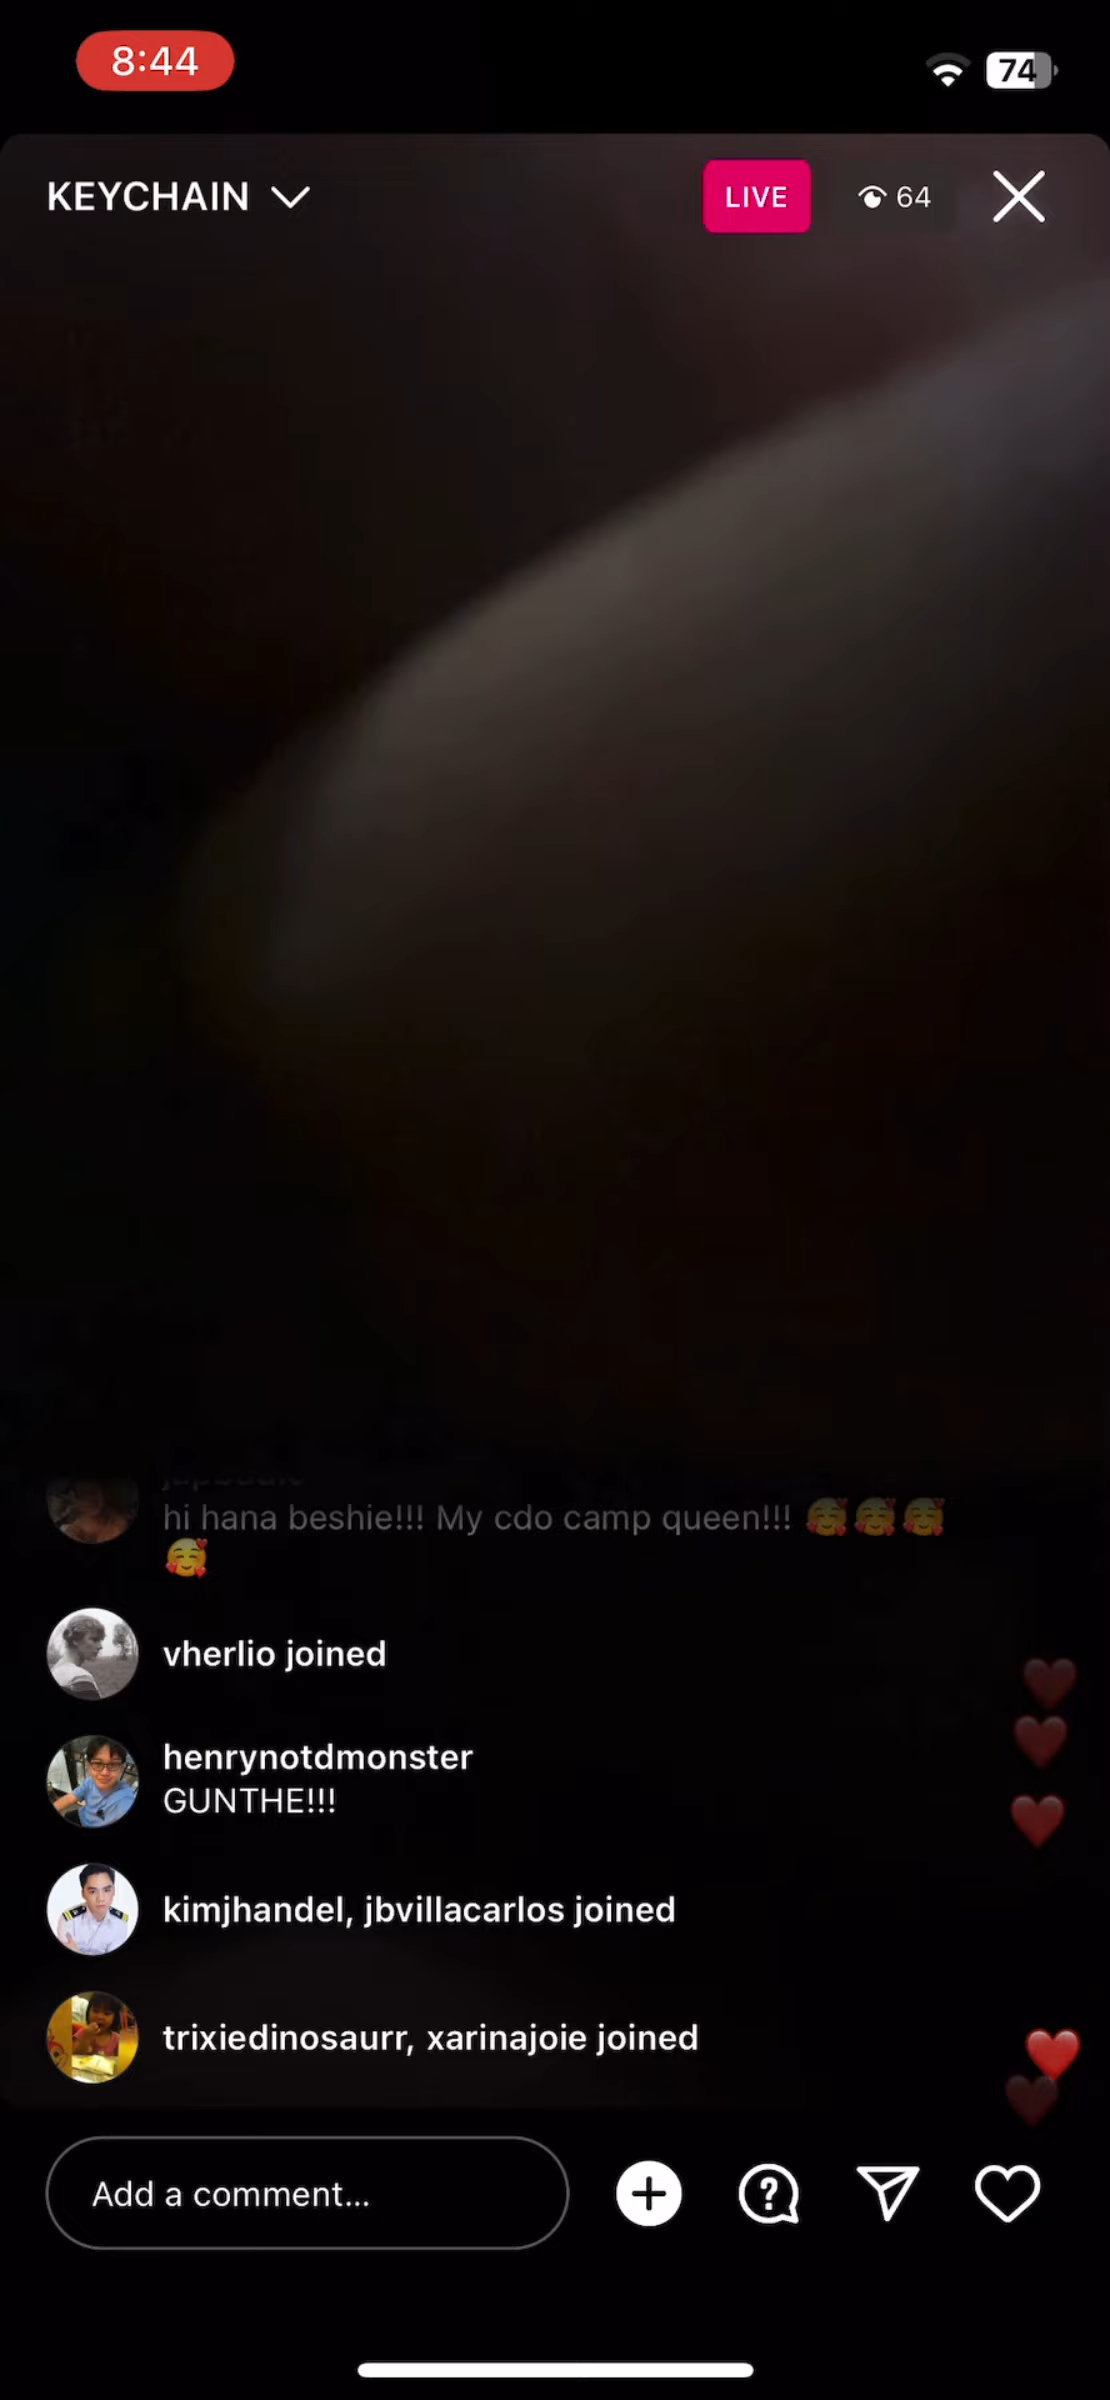 8:44
74
KEYCHAIN
LIVE
64
hi hana beshie!!! My cdo camp queen!!! 🥰🥰🥰
🥰
vherlio joined
henrynotdmonster
GUNTHE!!!
kimjhandel, jbvillacarlos joined
trixiedinosaurr, xarinajoie joined
Add a comment...